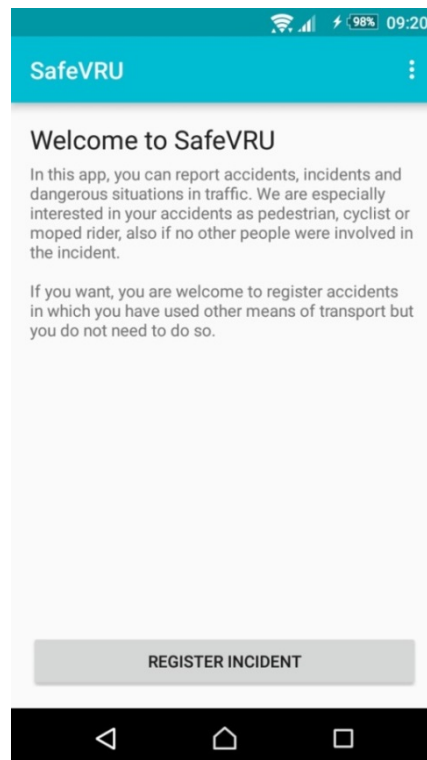 98% 09:20
SafeVRU
Welcome to SafeVRU
In this app, you can report accidents, incidents and
dangerous situations in traffic. We are especially
interested in your accidents as pedestrian, cyclist or
moped rider, also if no other people were involved in
the incident.
If you want, you are welcome to register accidents
in which you have used other means of transport but
you do not need to do so.
REGISTER INCIDENT